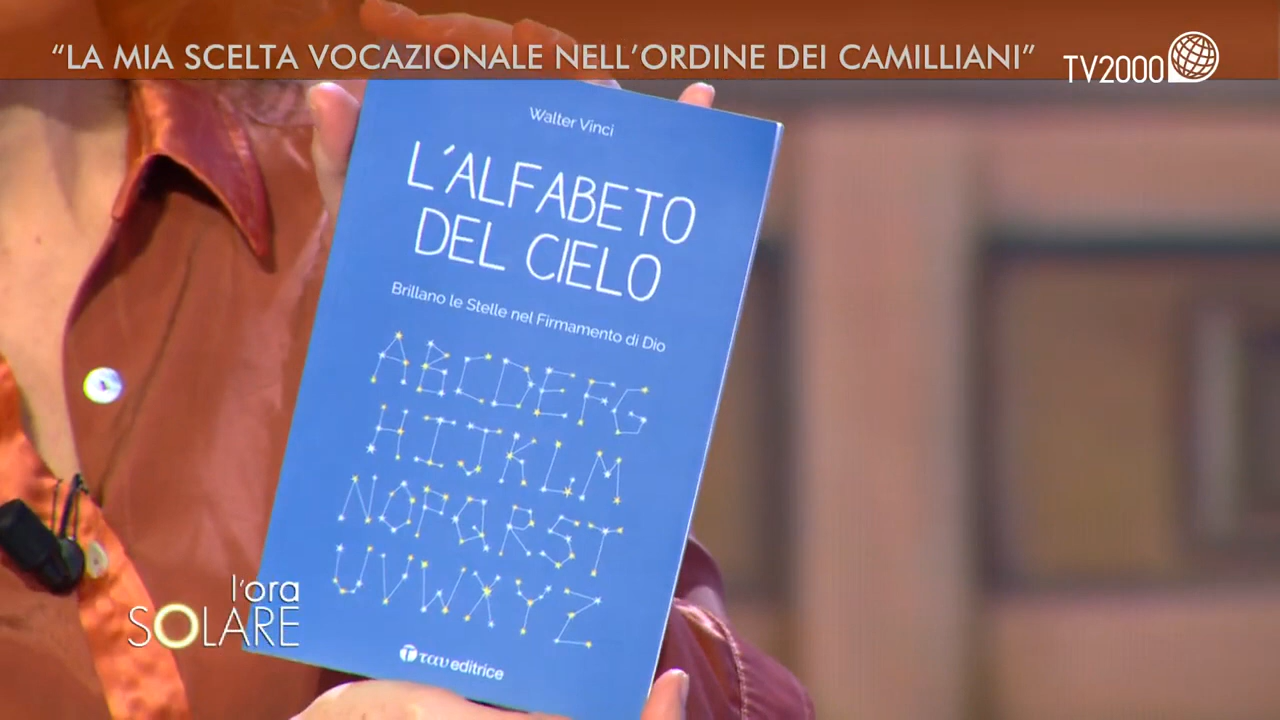 “LA MIA SCELTA VOCAZIONALE NELL’ORDINE DEI CAMILLIANI”
TV2000
Walter Vinci
L'ALFABETO
DEL CIELO
Brillano le Stelle nel Firmamento di Dio
ABCDEFG
HIJKLM
NOPQRST
UVWXYZ
l'ora
SOLARE
τau editrice